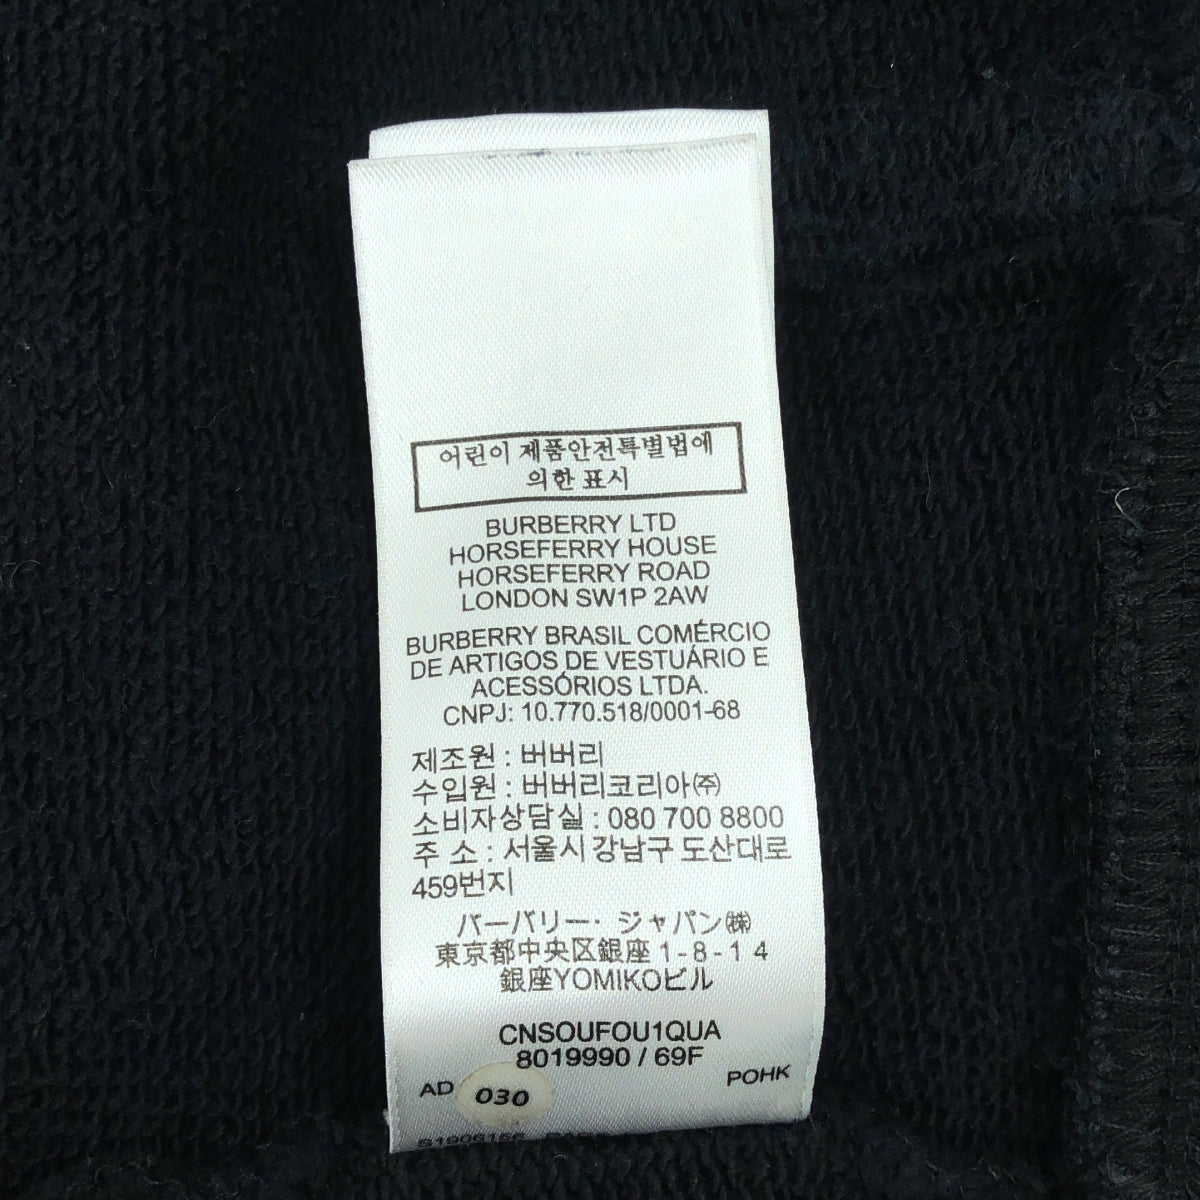 어린이 제품안전특별법에
의한 표시
BURBERRY LTD
HORSEFERRY HOUSE
HORSEFERRY ROAD
LONDON SW1P 2AW
BURBERRY BRASIL COMÉRCIO
DE ARTIGOS DE VESTUÁRIO E
ACESSÓRIOS LTDA.
CNPJ: 10.770.518/0001-68
제조원 : 버버리
수입원 : 버버리코리아㈜
소비자상담실 : 080 700 8800
주 소 : 서울시 강남구 도산대로
459번지
バーバリー・ジャパン㈱
東京都中央区銀座 1 - 8 - 1 4
銀座YOMIKOビル
CNSOUFOU1QUA
8019990 / 69F
AD 030 POHK